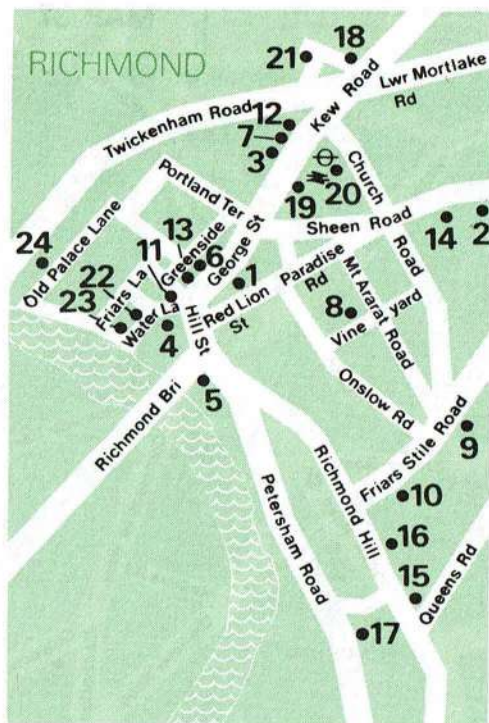 RICHMOND
21
18
Kew Road
Lwr Mortlake
Rd
Twickenham Road
12
7
3
Portland Ter
19
20
Church
Road
Sheen Road
14
2
24
Old Palace Lane
13
11
Greenside
6
George St
1
22
23
Friars La
Water La
4
Hill St
Red Lion
St
Paradise
Rd
Mt Ararat Road
8
Vine yard
Onslow Rd
5
Richmond Bri
Friars Stile Road
9
10
Richmond Hill
Petersham Road
16
15
Queens Rd
17